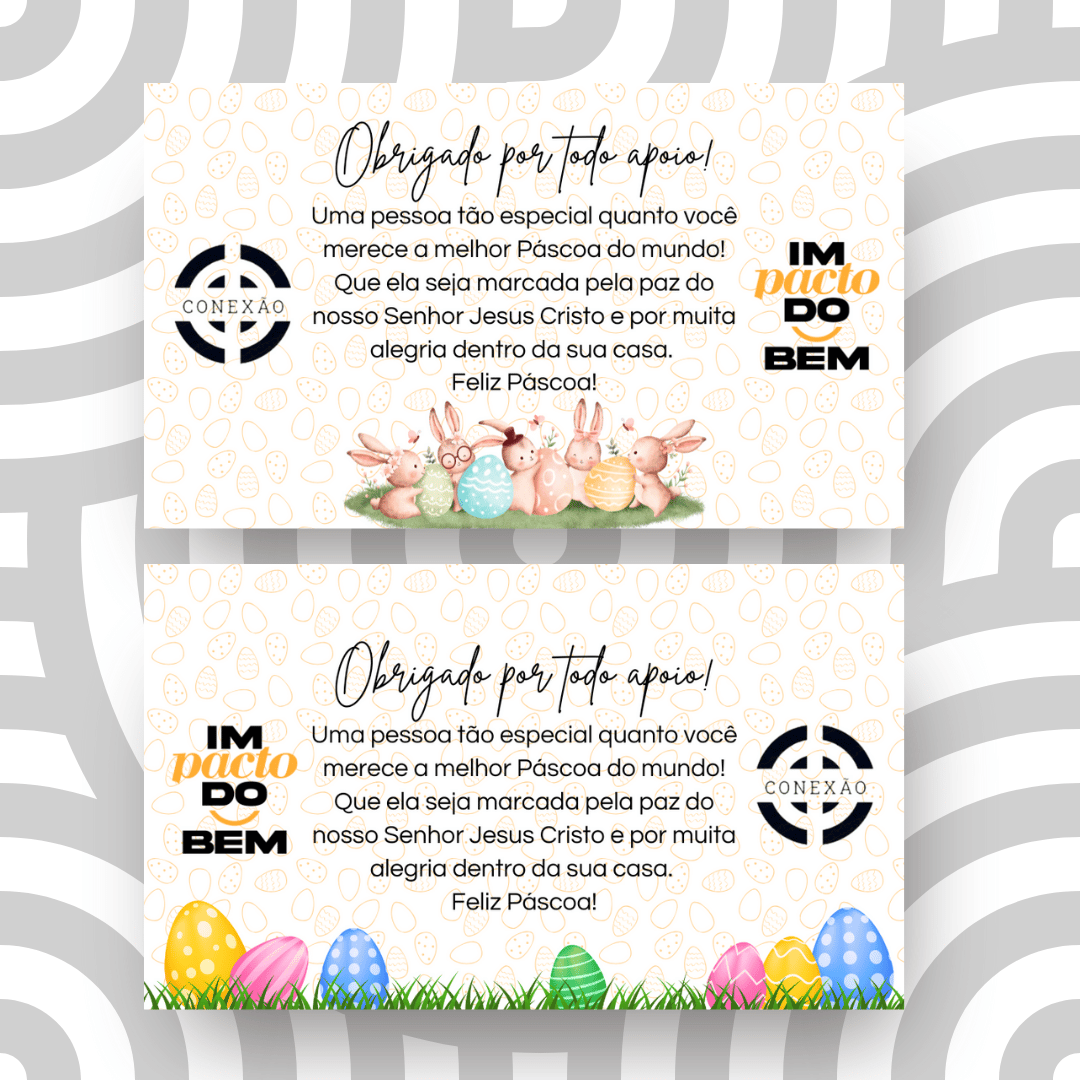 Obrigado por todo apoio!
Uma pessoa tão especial quanto você
merece a melhor Páscoa do mundo!
Que ela seja marcada pela paz do
nosso Senhor Jesus Cristo e por muita
alegria dentro da sua casa.
Feliz Páscoa!
CONEXÃO
IM
pacto
DO
BEM
Obrigado por todo apoio!
Uma pessoa tão especial quanto você
merece a melhor Páscoa do mundo!
Que ela seja marcada pela paz do
nosso Senhor Jesus Cristo e por muita
alegria dentro da sua casa.
Feliz Páscoa!
IM
pacto
DO
BEM
CONEXÃO